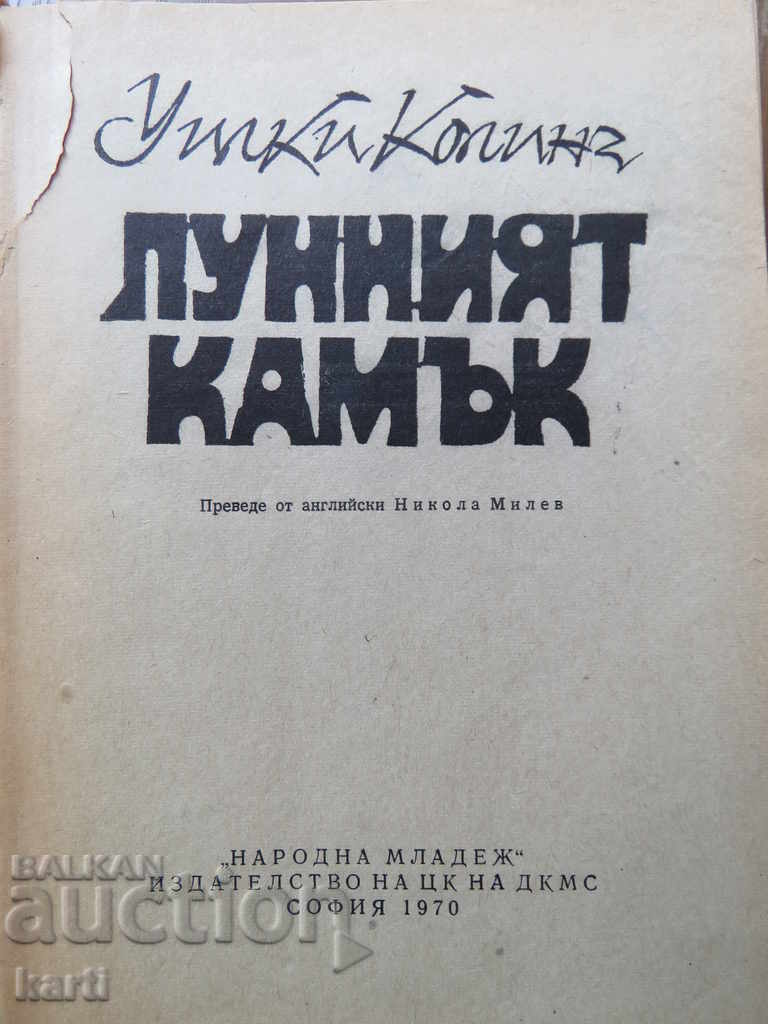 Уилки Колинз
ЛУННИЯТ
КАМЪК
Преведе от английски Никола Милев
„НАРОДНА МЛАДЕЖ“
ИЗДАТЕЛСТВО НА ЦК НА ДКМС
СОФИЯ 1970
BALKAN
auction
karti